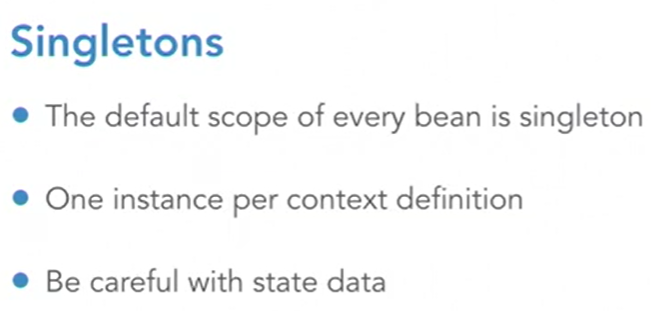 Singletons
• The default scope of every bean is singleton
• One instance per context definition
• Be careful with state data